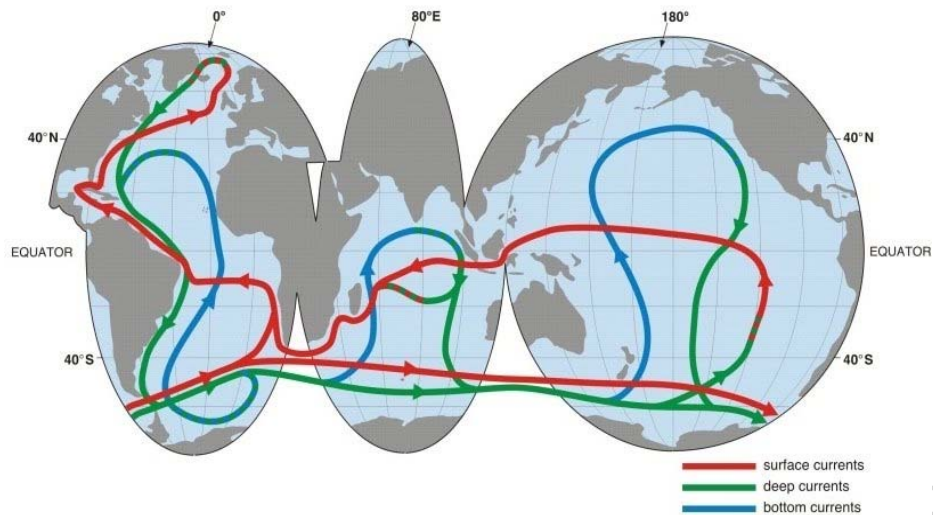 0° 80°E 180°
40°N 40°N
EQUATOR EQUATOR
40°S 40°S
surface currents
deep currents
bottom currents